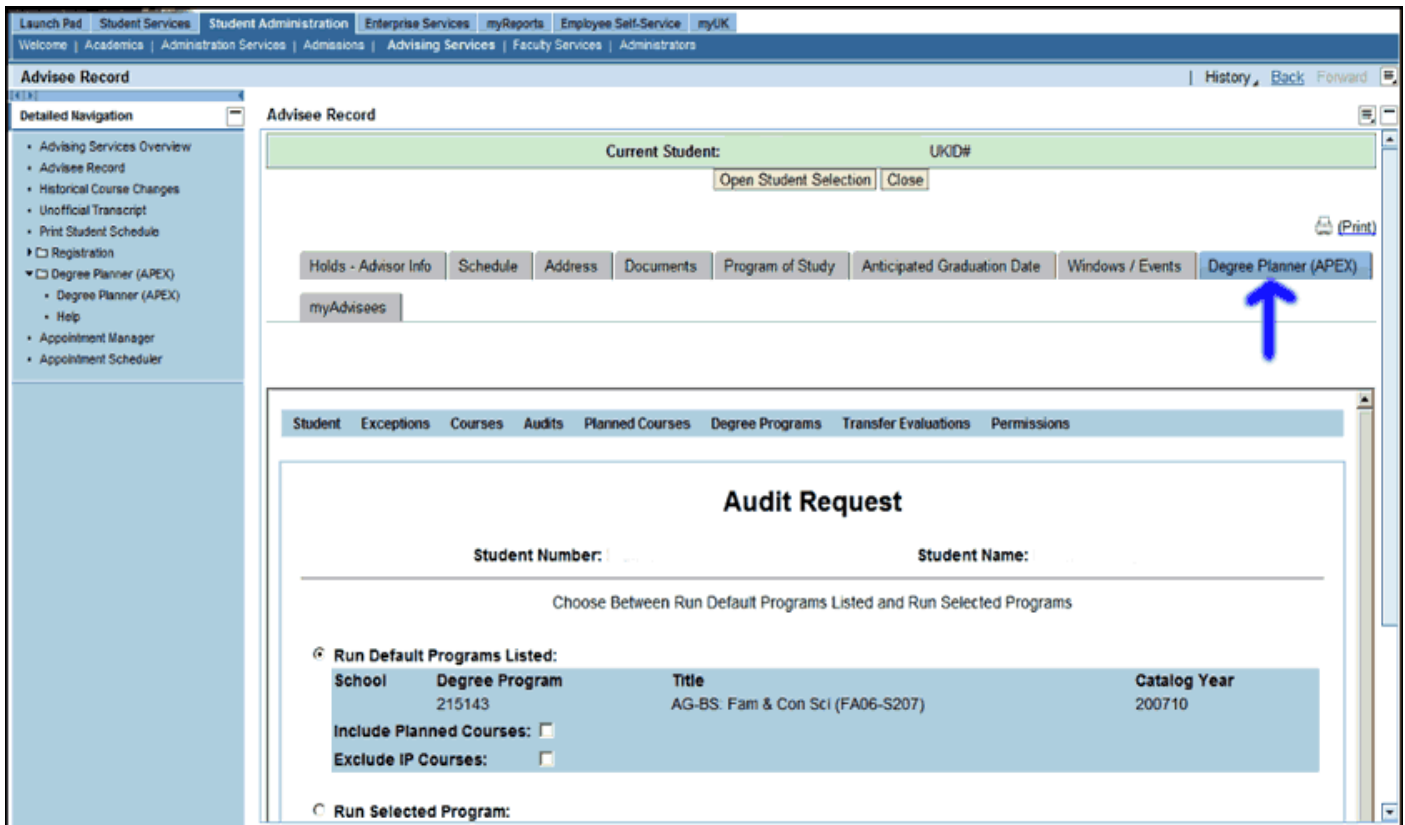 Launch Pad Student Services Student Administration Enterprise Services myReports Employee Self-Service myUK
Welcome | Academics | Administration Services | Admissions | Advising Services | Faculty Services | Administrators
Advisee Record | History Back Forward
Detailed Navigation
• Advising Services Overview
• Advisee Record
• Historical Course Changes
• Unofficial Transcript
• Print Student Schedule
Registration
Degree Planner (APEX)
• Degree Planner (APEX)
• Help
• Appointment Manager
• Appointment Scheduler
Advisee Record
Current Student: UKID#
Open Student Selection Close
(Print)
Holds - Advisor Info Schedule Address Documents Program of Study Anticipated Graduation Date Windows / Events Degree Planner (APEX)
myAdvisees
Student Exceptions Courses Audits Planned Courses Degree Programs Transfer Evaluations Permissions
Audit Request
Student Number: Student Name:
Choose Between Run Default Programs Listed and Run Selected Programs
Run Default Programs Listed:
School Degree Program Title Catalog Year
215143 AG-BS: Fam & Con Sci (FA06-S207) 200710
Include Planned Courses:
Exclude IP Courses:
Run Selected Program: